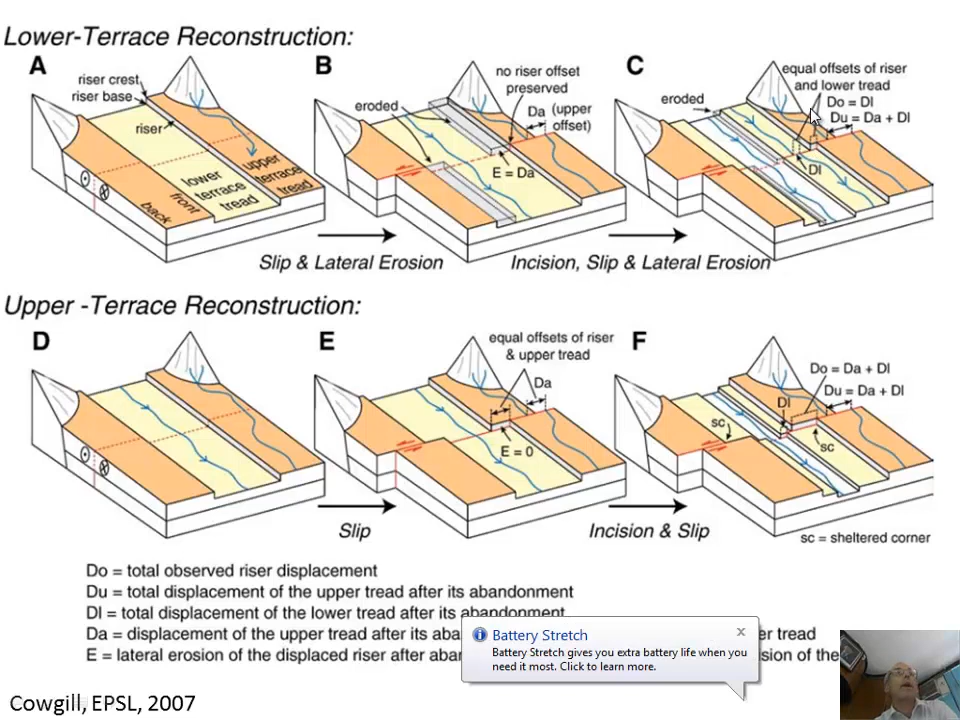 Lower-Terrace Reconstruction:
A
riser crest
riser base
riser
upper
terrace
tread
lower
terrace
tread
front
back
B
no riser offset
preserved
eroded
Da (upper
offset)
E = Da
C
equal offsets of riser
and lower tread
eroded
Do = Dl
Du = Da + Dl
Dl
Slip & Lateral Erosion
Incision, Slip & Lateral Erosion
Upper -Terrace Reconstruction:
D
E
equal offsets of riser
& upper tread
Da
E = 0
F
Do = Da + Dl
Du = Da + Dl
Dl
sc
sc
Slip
Incision & Slip
sc = sheltered corner
Do = total observed riser displacement
Du = total displacement of the upper tread after its abandonment
Dl = total displacement of the lower tread after its abandonment
Da = displacement of the upper tread after its
er tread
E = lateral erosion of the displaced riser after
sion of the
Battery Stretch
Battery Stretch gives you extra battery life when you
need it most. Click to learn more.
Cowgill, EPSL, 2007